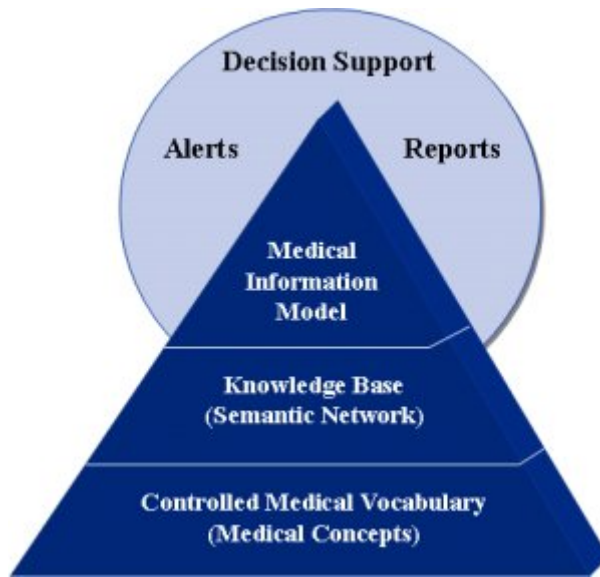 Decision Support
Alerts
Reports
Medical
Information
Model
Knowledge Base
(Semantic Network)
Controlled Medical Vocabulary
(Medical Concepts)